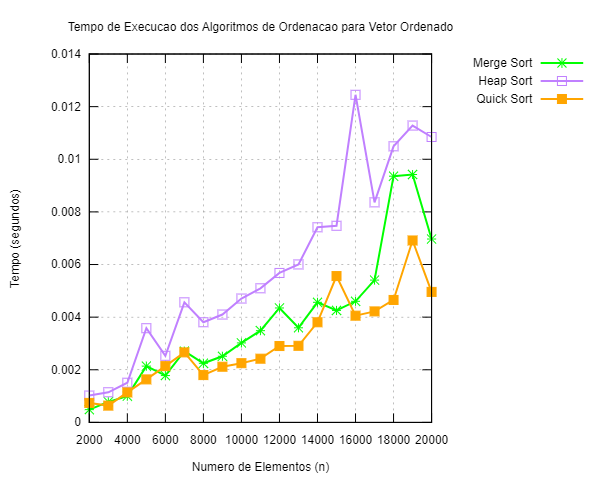 Tempo de Execucao dos Algoritmos de Ordenacao para Vetor Ordenado
Merge Sort
Heap Sort
Quick Sort
Tempo (segundos)
0.014
0.012
0.01
0.008
0.006
0.004
0.002
0
2000 4000 6000 8000 10000 12000 14000 16000 18000 20000
Numero de Elementos (n)